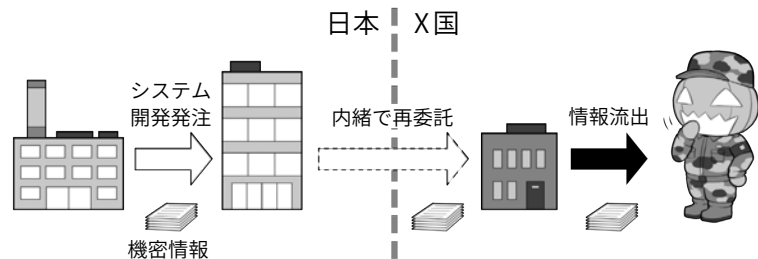 日本
X国
システム
開発発注
内緒で再委託
情報流出
機密情報